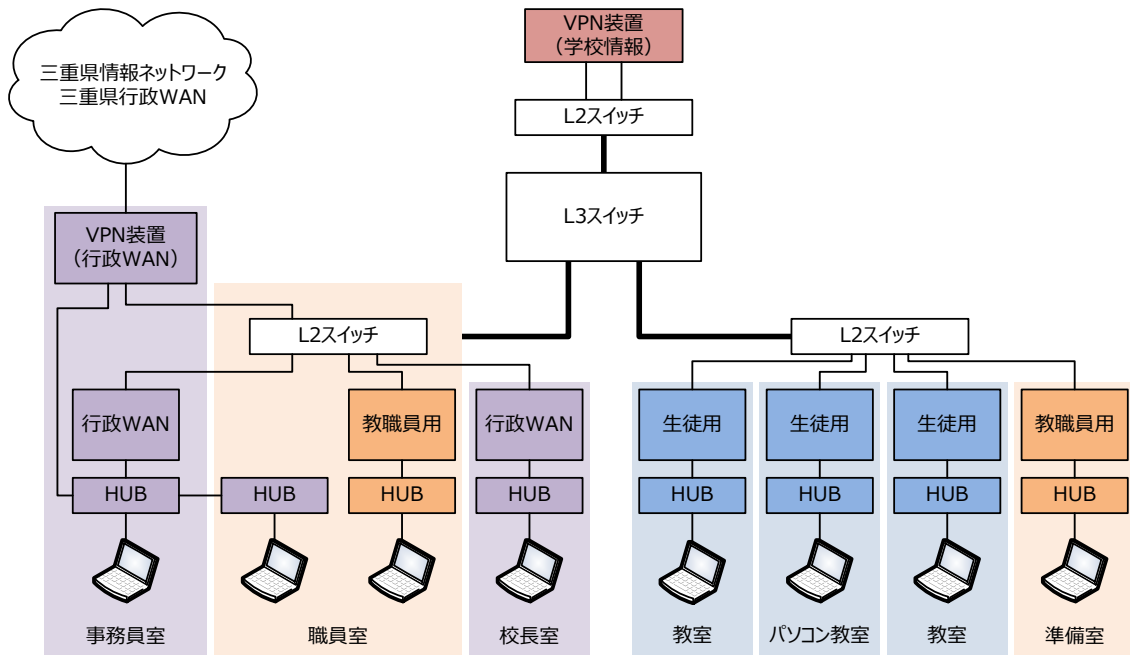 VPN装置
（学校情報）
三重県情報ネットワーク
三重県行政WAN
L2スイッチ
L3スイッチ
VPN装置
（行政WAN）
L2スイッチ
L2スイッチ
行政WAN
教職員用
行政WAN
生徒用
生徒用
生徒用
教職員用
HUB
HUB
HUB
HUB
HUB
HUB
HUB
HUB
事務員室
職員室
校長室
教室
パソコン教室
教室
準備室